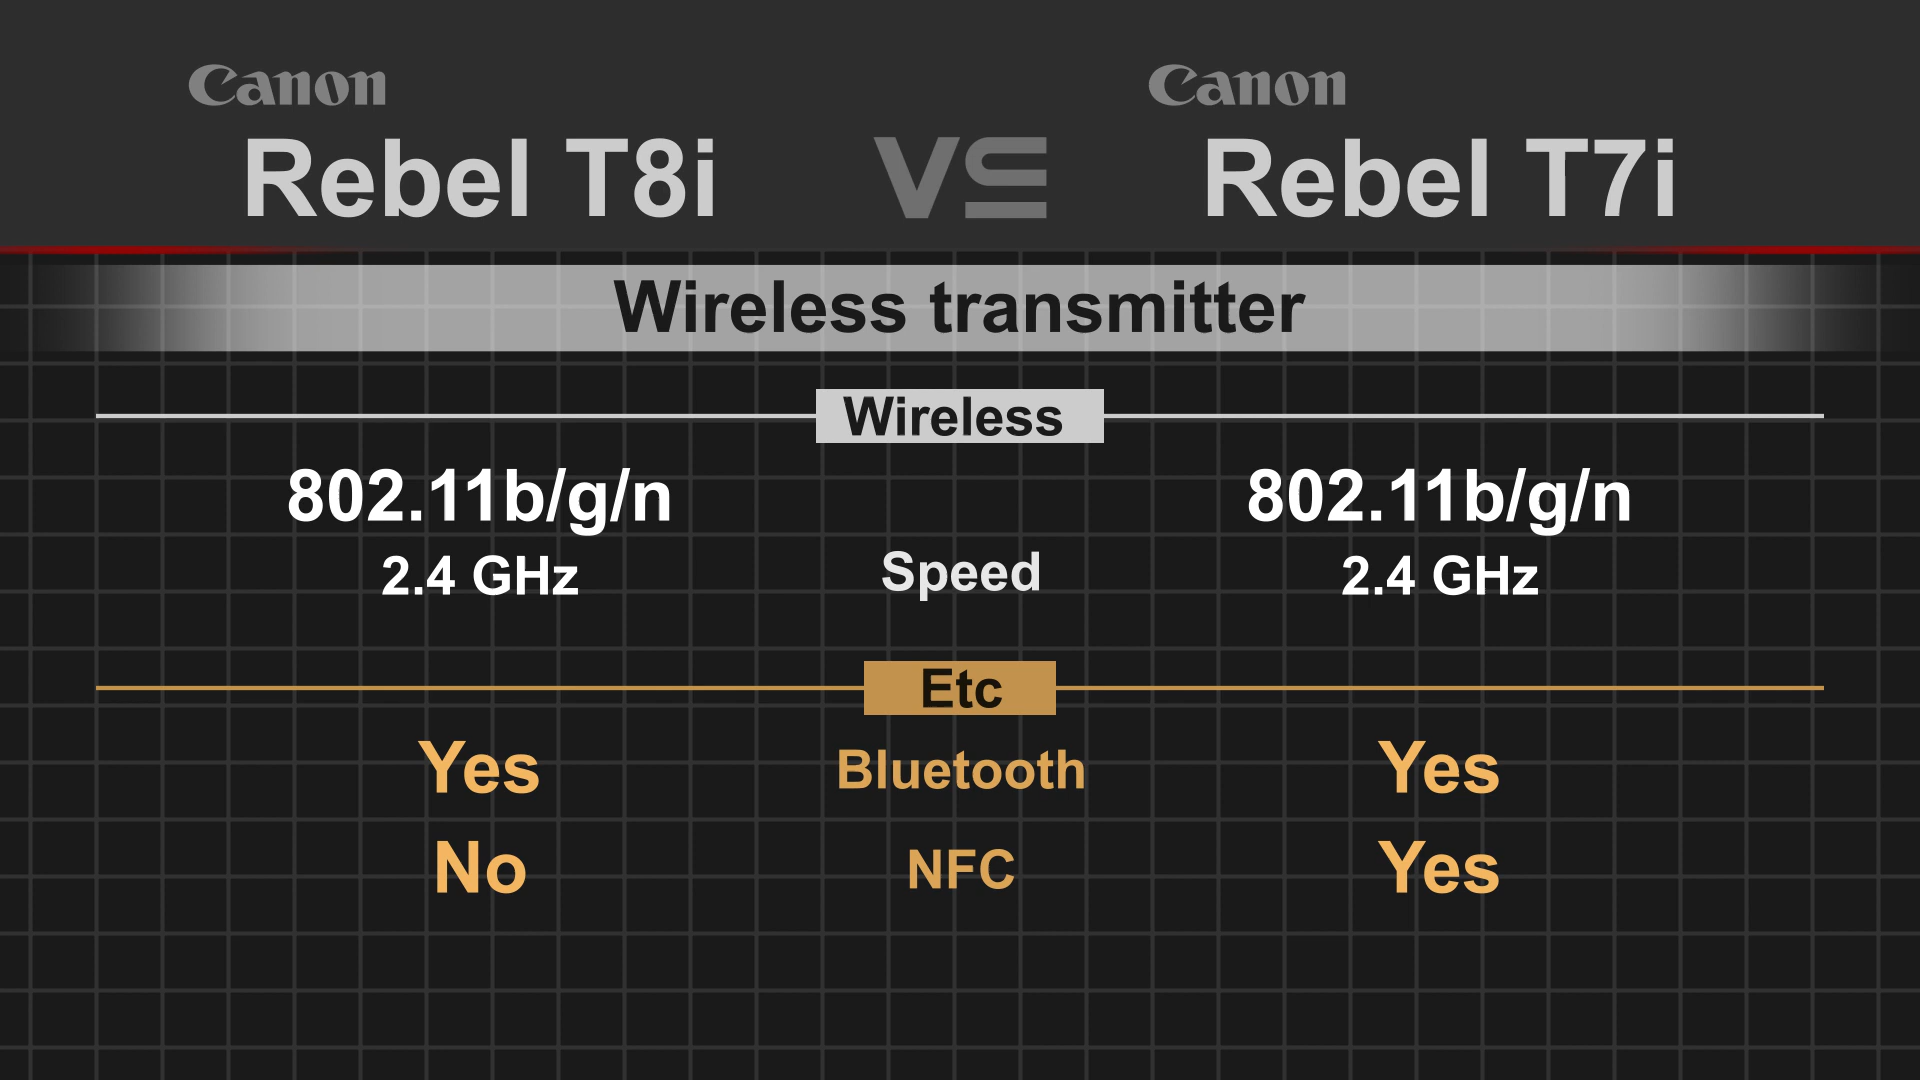 Canon Canon
Rebel T8i VS Rebel T7i
Wireless transmitter
Wireless
802.11b/g/n 802.11b/g/n
2.4 GHz Speed 2.4 GHz
Etc
Yes Bluetooth Yes
No NFC Yes